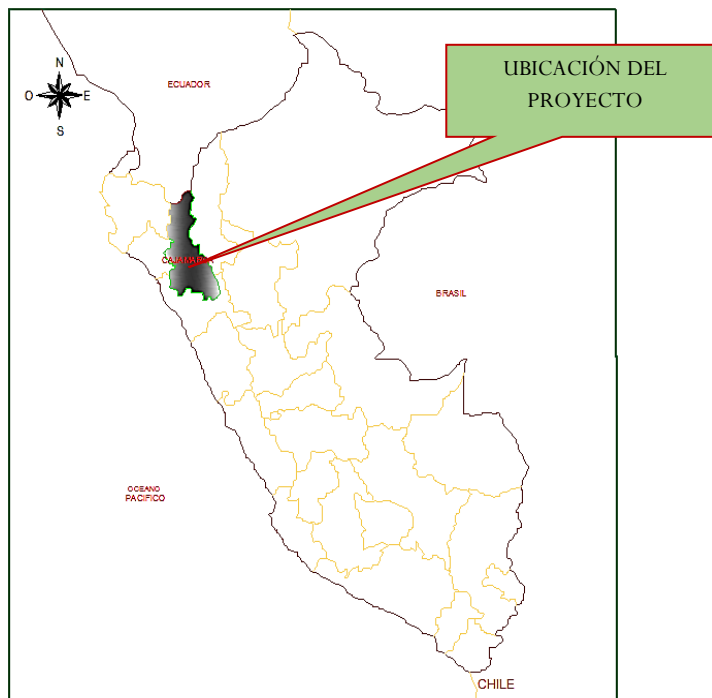 UBICACIÓN DEL
PROYECTO
N
O
E
S
ECUADOR
CAJAMARCA
BRASIL
OCEANO
PACIFICO
CHILE